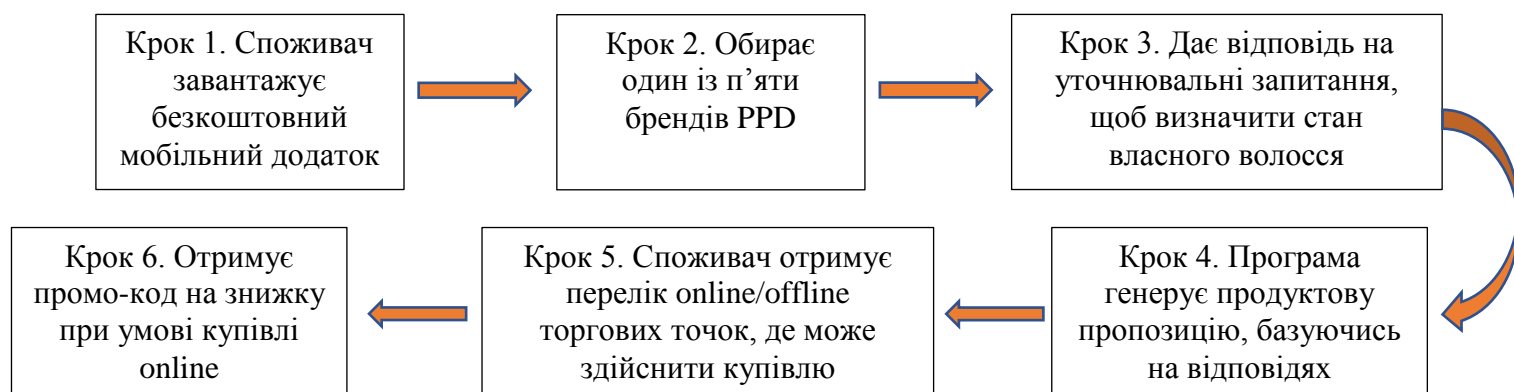 Крок 1. Споживач
завантажує
безкоштовний
мобільний додаток
Крок 2. Обирає
один із п’яти
брендів PPD
Крок 3. Дає відповідь на
уточнювальні запитання,
щоб визначити стан
власного волосся
Крок 4. Програма
генерує продуктову
пропозицію, базуючись
на відповідях
Крок 5. Споживач отримує
перелік online/offline
торгових точок, де може
здійснити купівлю
Крок 6. Отримує
промо-код на знижку
при умові купівлі
online